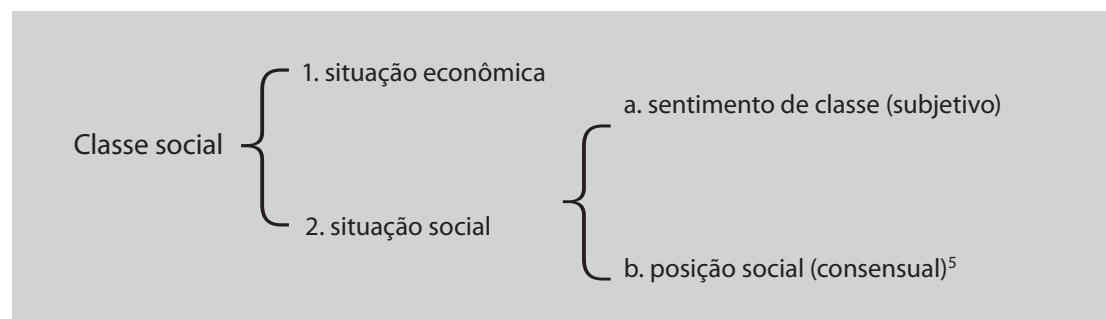 Classe social
1. situação econômica
2. situação social
a. sentimento de classe (subjetivo)
b. posição social (consensual)⁵